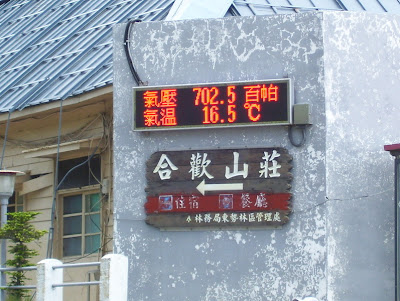 氣壓 702.5 百帕
氣温 16.5 ℃
合歡山莊
住宿 餐廳
林務局東勢林區管理處